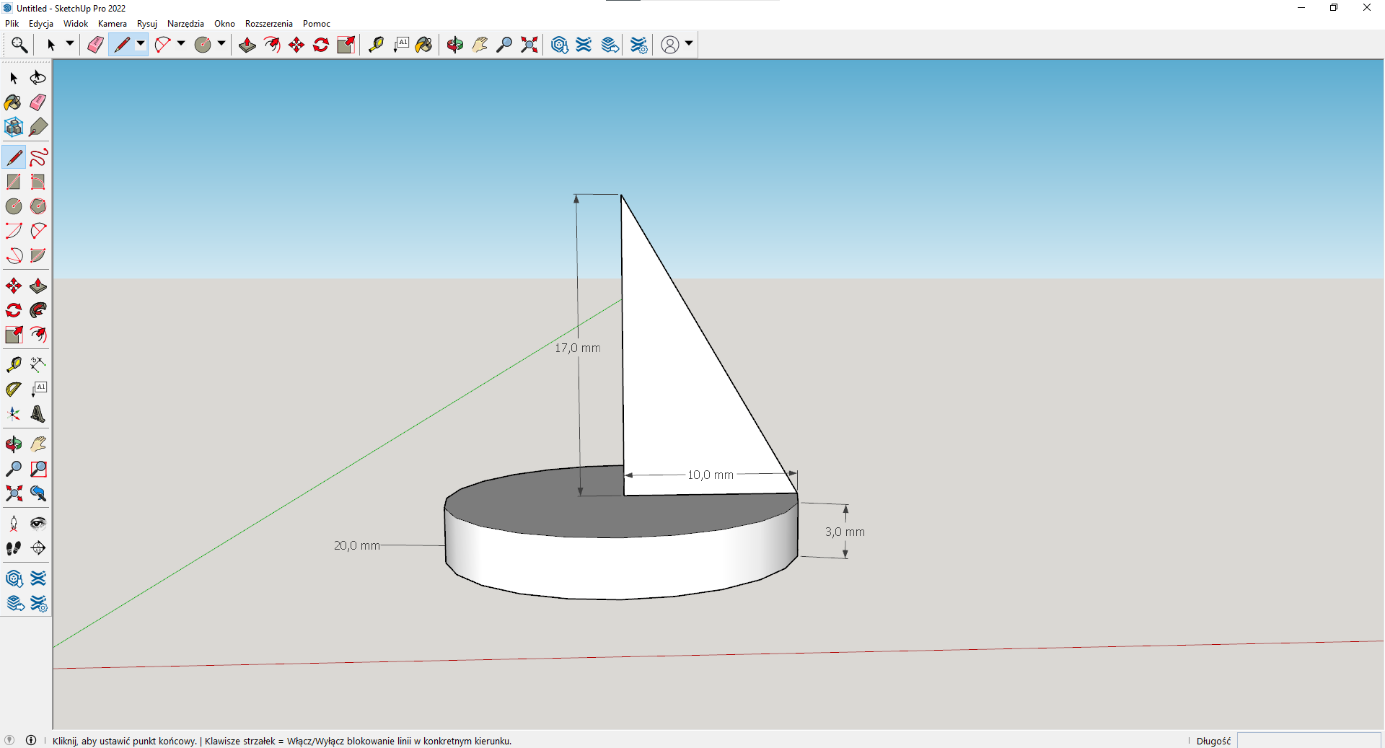 Untitled - SketchUp Pro 2022
Plik Edycja Widok Kamera Rysuj Narzędzia Okno Rozszerzenia Pomoc
A1
A1
17,0 mm
10,0 mm
3,0 mm
20,0 mm
Kliknij, aby ustawić punkt końcowy. | Klawisze strzałek = Włącz/Wyłącz blokowanie linii w konkretnym kierunku.
Długość